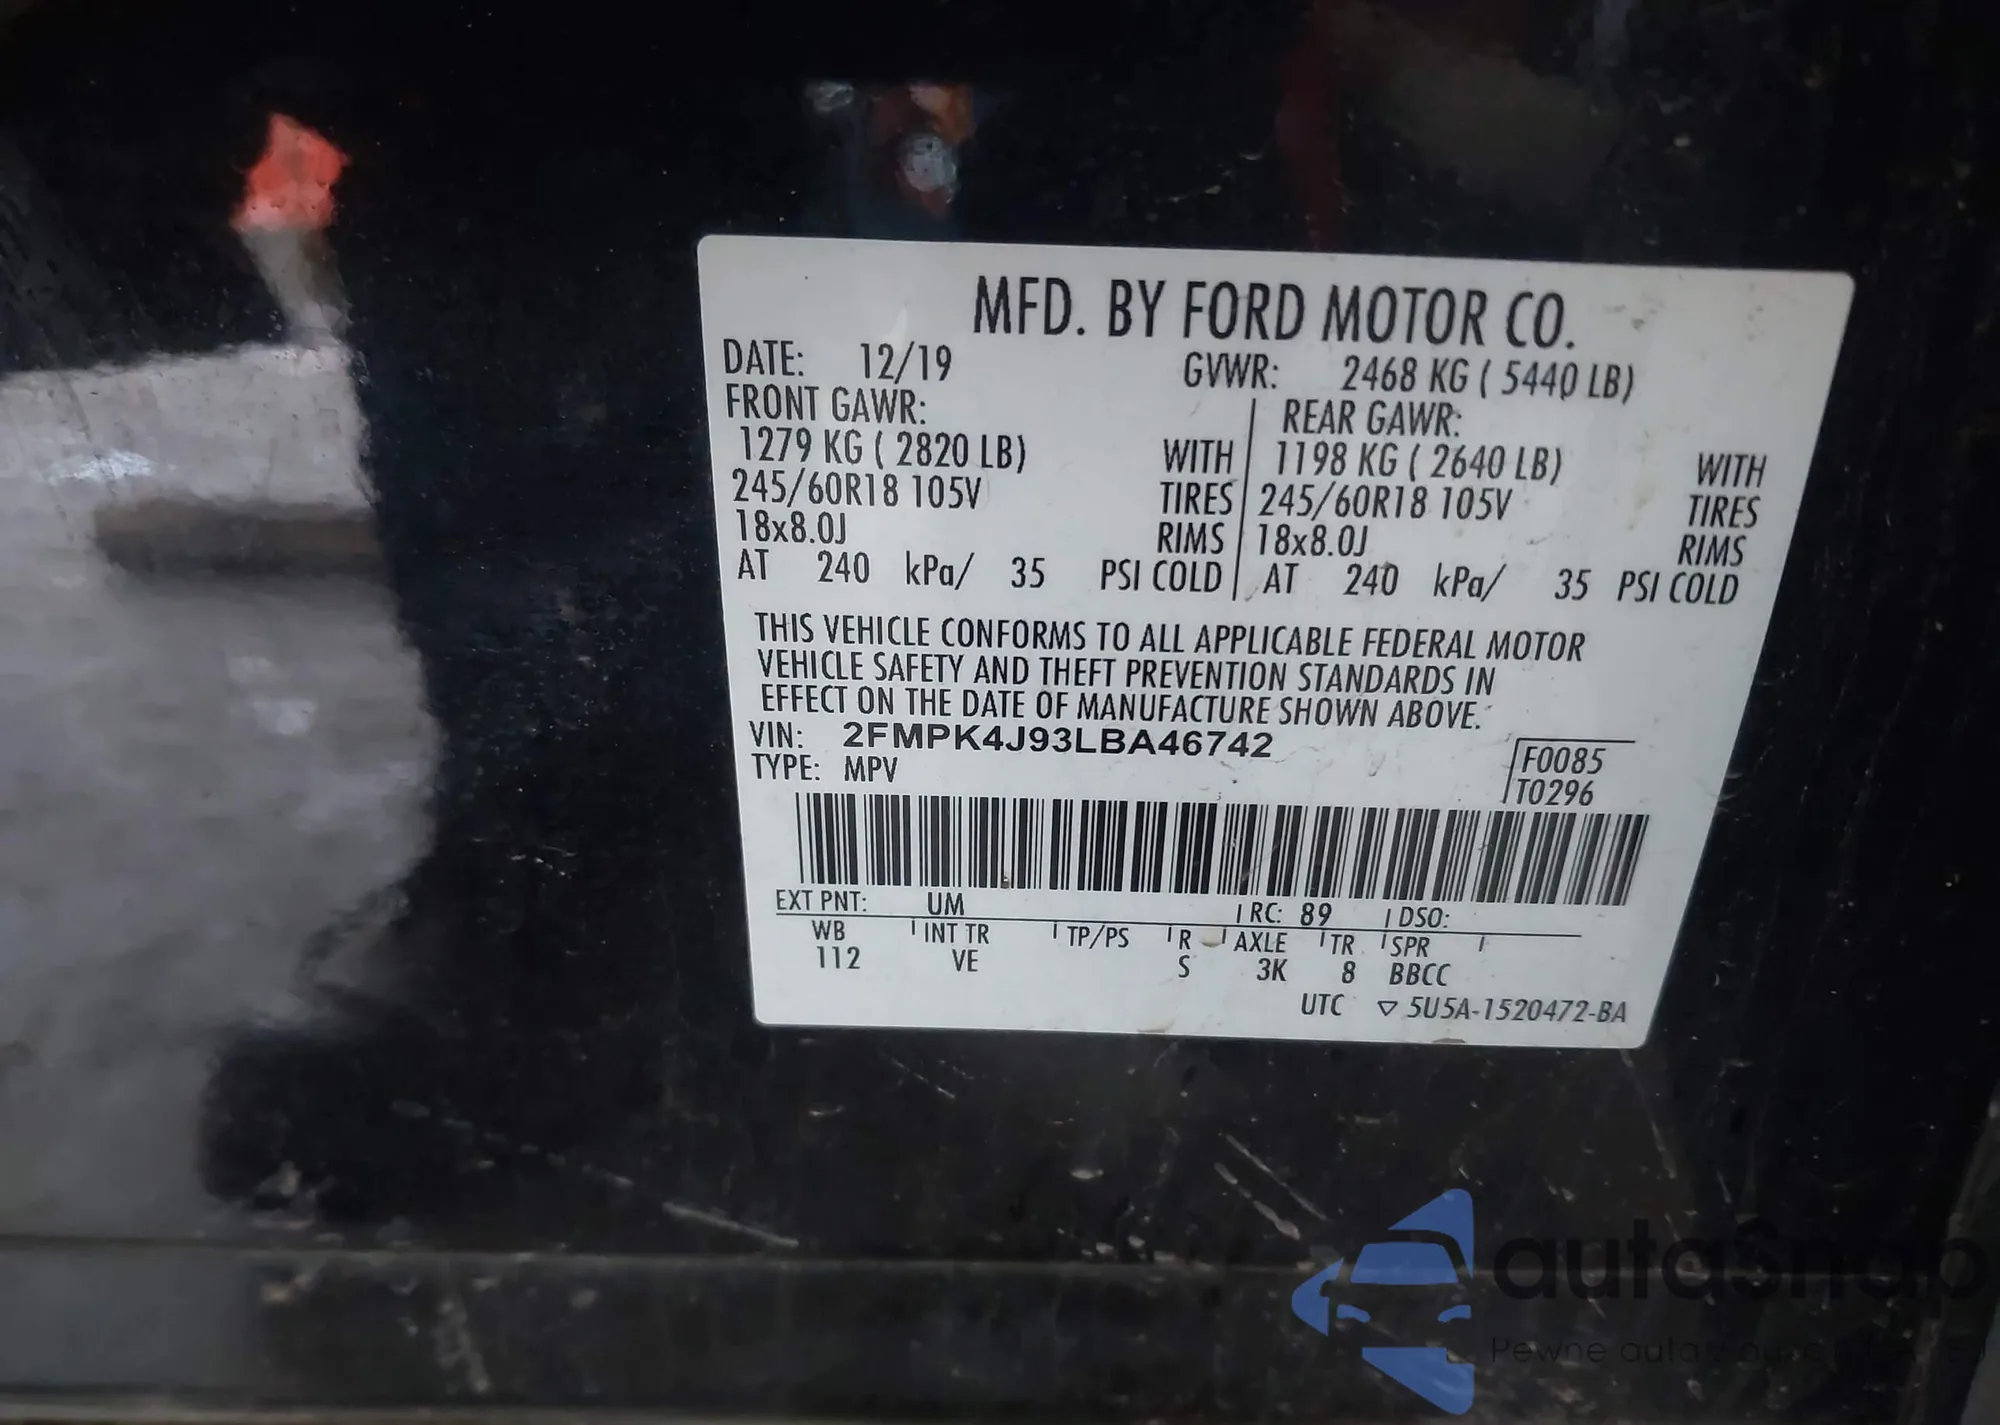 MFD. BY FORD MOTOR CO.
DATE: 12/19 GVWR: 2468 KG ( 5440 LB)
FRONT GAWR: REAR GAWR:
1279 KG ( 2820 LB) WITH 1198 KG ( 2640 LB) WITH
245/60R18 105V TIRES 245/60R18 105V TIRES
18x8.0J RIMS 18x8.0J RIMS
AT 240 kPa/ 35 PSI COLD AT 240 kPa/ 35 PSI COLD
THIS VEHICLE CONFORMS TO ALL APPLICABLE FEDERAL MOTOR
VEHICLE SAFETY AND THEFT PREVENTION STANDARDS IN
EFFECT ON THE DATE OF MANUFACTURE SHOWN ABOVE.
VIN: 2FMPK4J93LBA46742
TYPE: MPV
F0085
T0296
EXT PNT: UM RC: 89 DSO:
WB INT TR TP/PS R AXLE TR SPR
112 VE S 3K 8 BBCC
UTC ▽ 5U5A-1520472-BA
autaSnap
Pewne auta